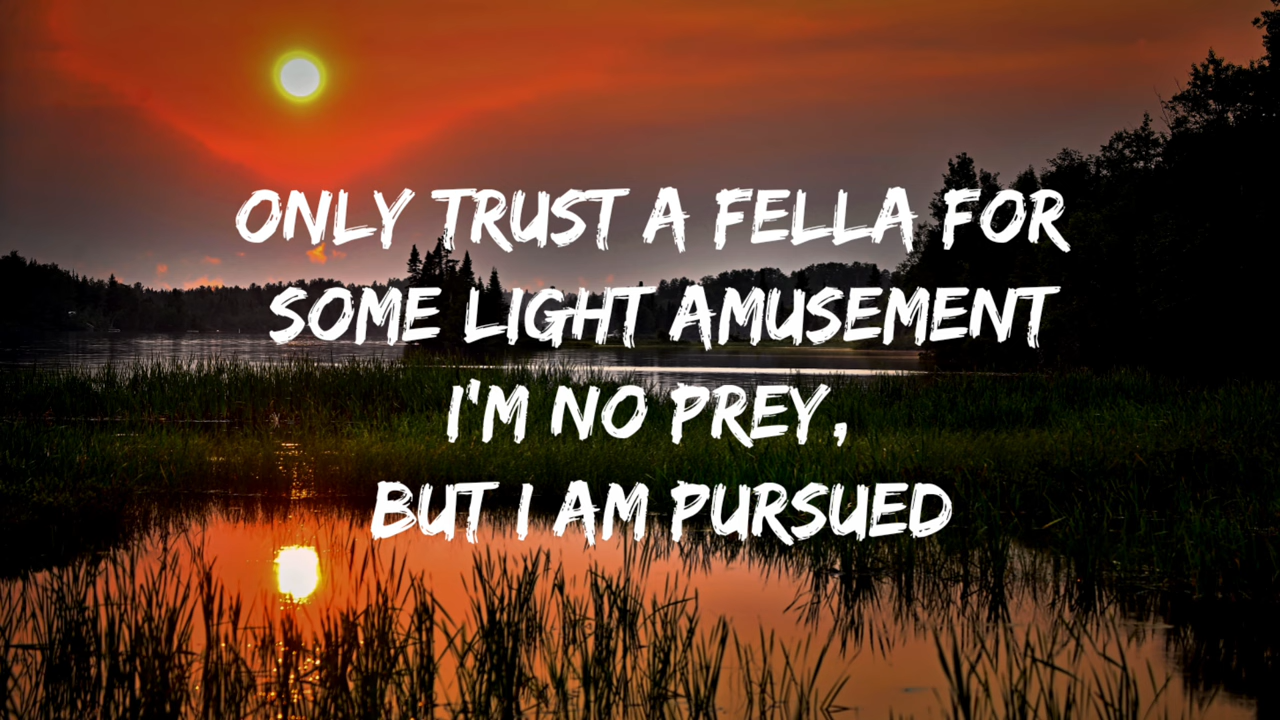 ONLY TRUST A FELLA FOR
SOME LIGHT AMUSEMENT
I'M NO PREY,
BUT I AM PURSUED